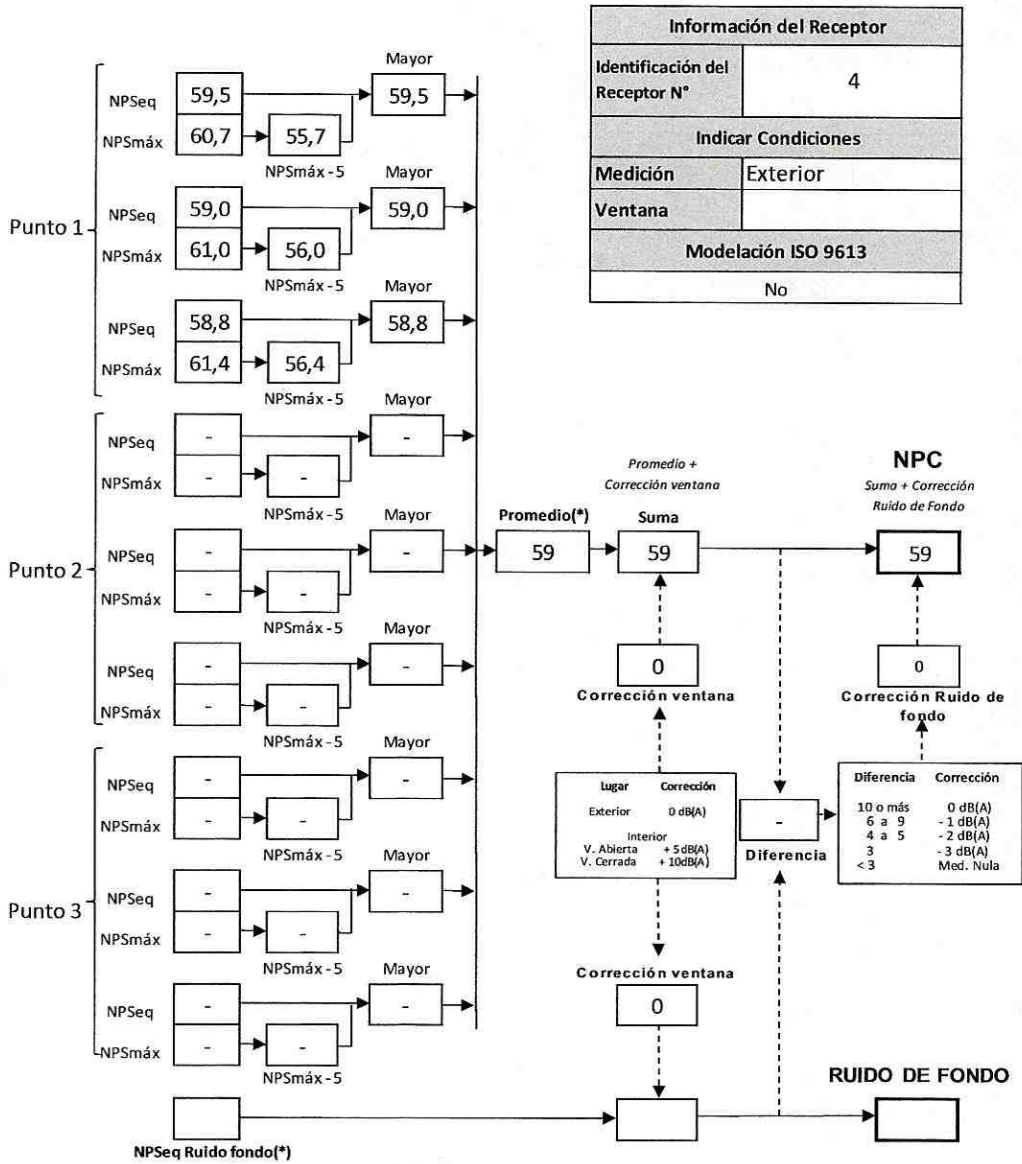 Información del Receptor
Identificación del Receptor N°
4
Indicar Condiciones
Medición Exterior
Ventana
Modelación ISO 9613
No
Punto 1
Mayor
NPSeq 59,5 59,5
NPSmáx 60,7 55,7
NPSmáx - 5
Mayor
NPSeq 59,0 59,0
NPSmáx 61,0 56,0
NPSmáx - 5
Mayor
NPSeq 58,8 58,8
NPSmáx 61,4 56,4
NPSmáx - 5
Punto 2
Mayor
NPSeq - -
NPSmáx - -
NPSmáx - 5
Mayor
NPSeq - -
NPSmáx - -
NPSmáx - 5
Mayor
NPSeq - -
NPSmáx - -
NPSmáx - 5
Punto 3
Mayor
NPSeq - -
NPSmáx - -
NPSmáx - 5
Mayor
NPSeq - -
NPSmáx - -
NPSmáx - 5
Mayor
NPSeq - -
NPSmáx - -
NPSmáx - 5
NPSeq Ruido fondo(*)
Promedio(*)
59
Promedio +
Corrección ventana
Suma
59
NPC
Suma + Corrección
Ruido de Fondo
59
0
Corrección ventana
0
Corrección Ruido de
fondo
Lugar Corrección
Exterior 0 dB(A)
Interior
V. Abierta + 5dB(A)
V. Cerrada + 10dB(A)
-
Diferencia
Diferencia Corrección
10 o más 0 dB(A)
6 a 9 - 1 dB(A)
4 a 5 - 2 dB(A)
3 - 3 dB(A)
< 3 Med. Nula
Corrección ventana
0
RUIDO DE FONDO